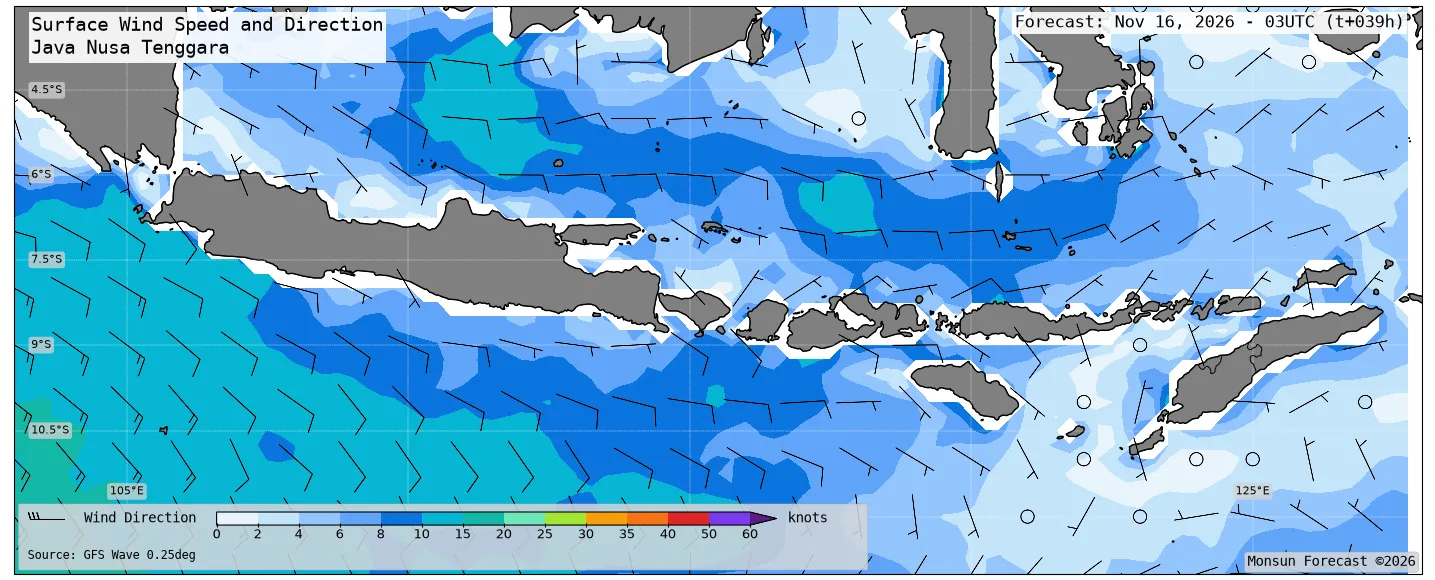 Surface Wind Speed and Direction
Java Nusa Tenggara
Forecast: Nov 16, 2026 - 03UTC (t+039h)
4.5°S
6°S
7.5°S
9°S
10.5°S
105°E
125°E
Wind Direction
0 2 4 6 8 10 15 20 25 30 35 40 50 60
knots
Source: GFS Wave 0.25deg
Monsun Forecast ©2026